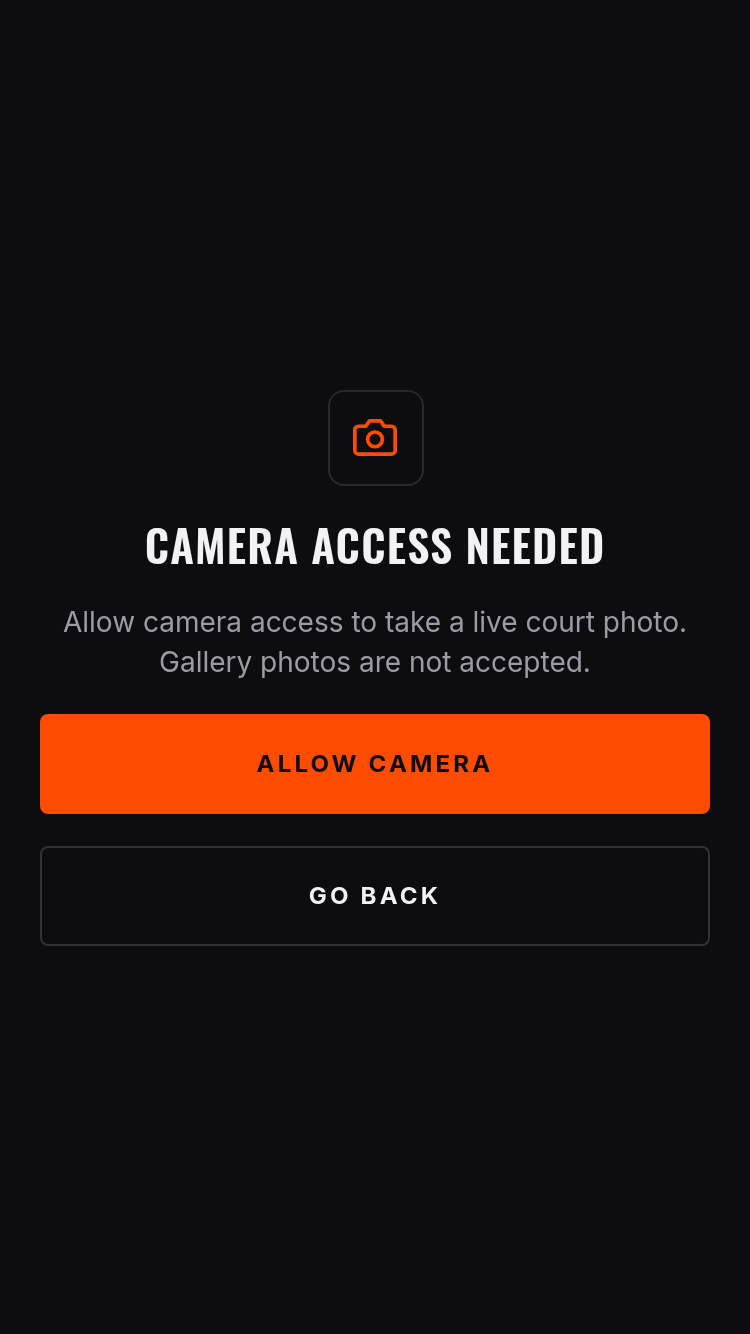 CAMERA ACCESS NEEDED
Allow camera access to take a live court photo.
Gallery photos are not accepted.
ALLOW CAMERA
GO BACK